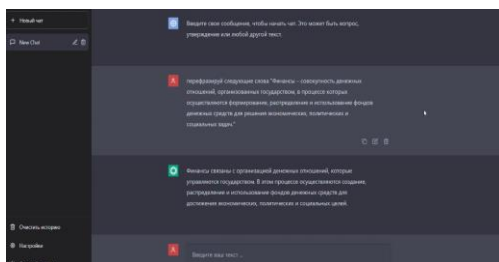 + Новый чат
New Chat
Введите свое сообщение, чтобы начать чат. Это может быть вопрос,
утверждение или любой другой текст.
перефразируй следующие слова "Финансы – совокупность денежных
отношений, организованных государством, в процессе которых
осуществляются формирование, распределение и использование фондов
денежных средств для решения экономических, политических и
социальных задач."
Финансы связаны с организацией денежных отношений, которые
управляются государством. В этом процессе осуществляются создание,
распределение и использование фондов денежных средств для
достижения экономических, политических и социальных целей.
Очистить историю
Настройки
Введите ваш текст ...